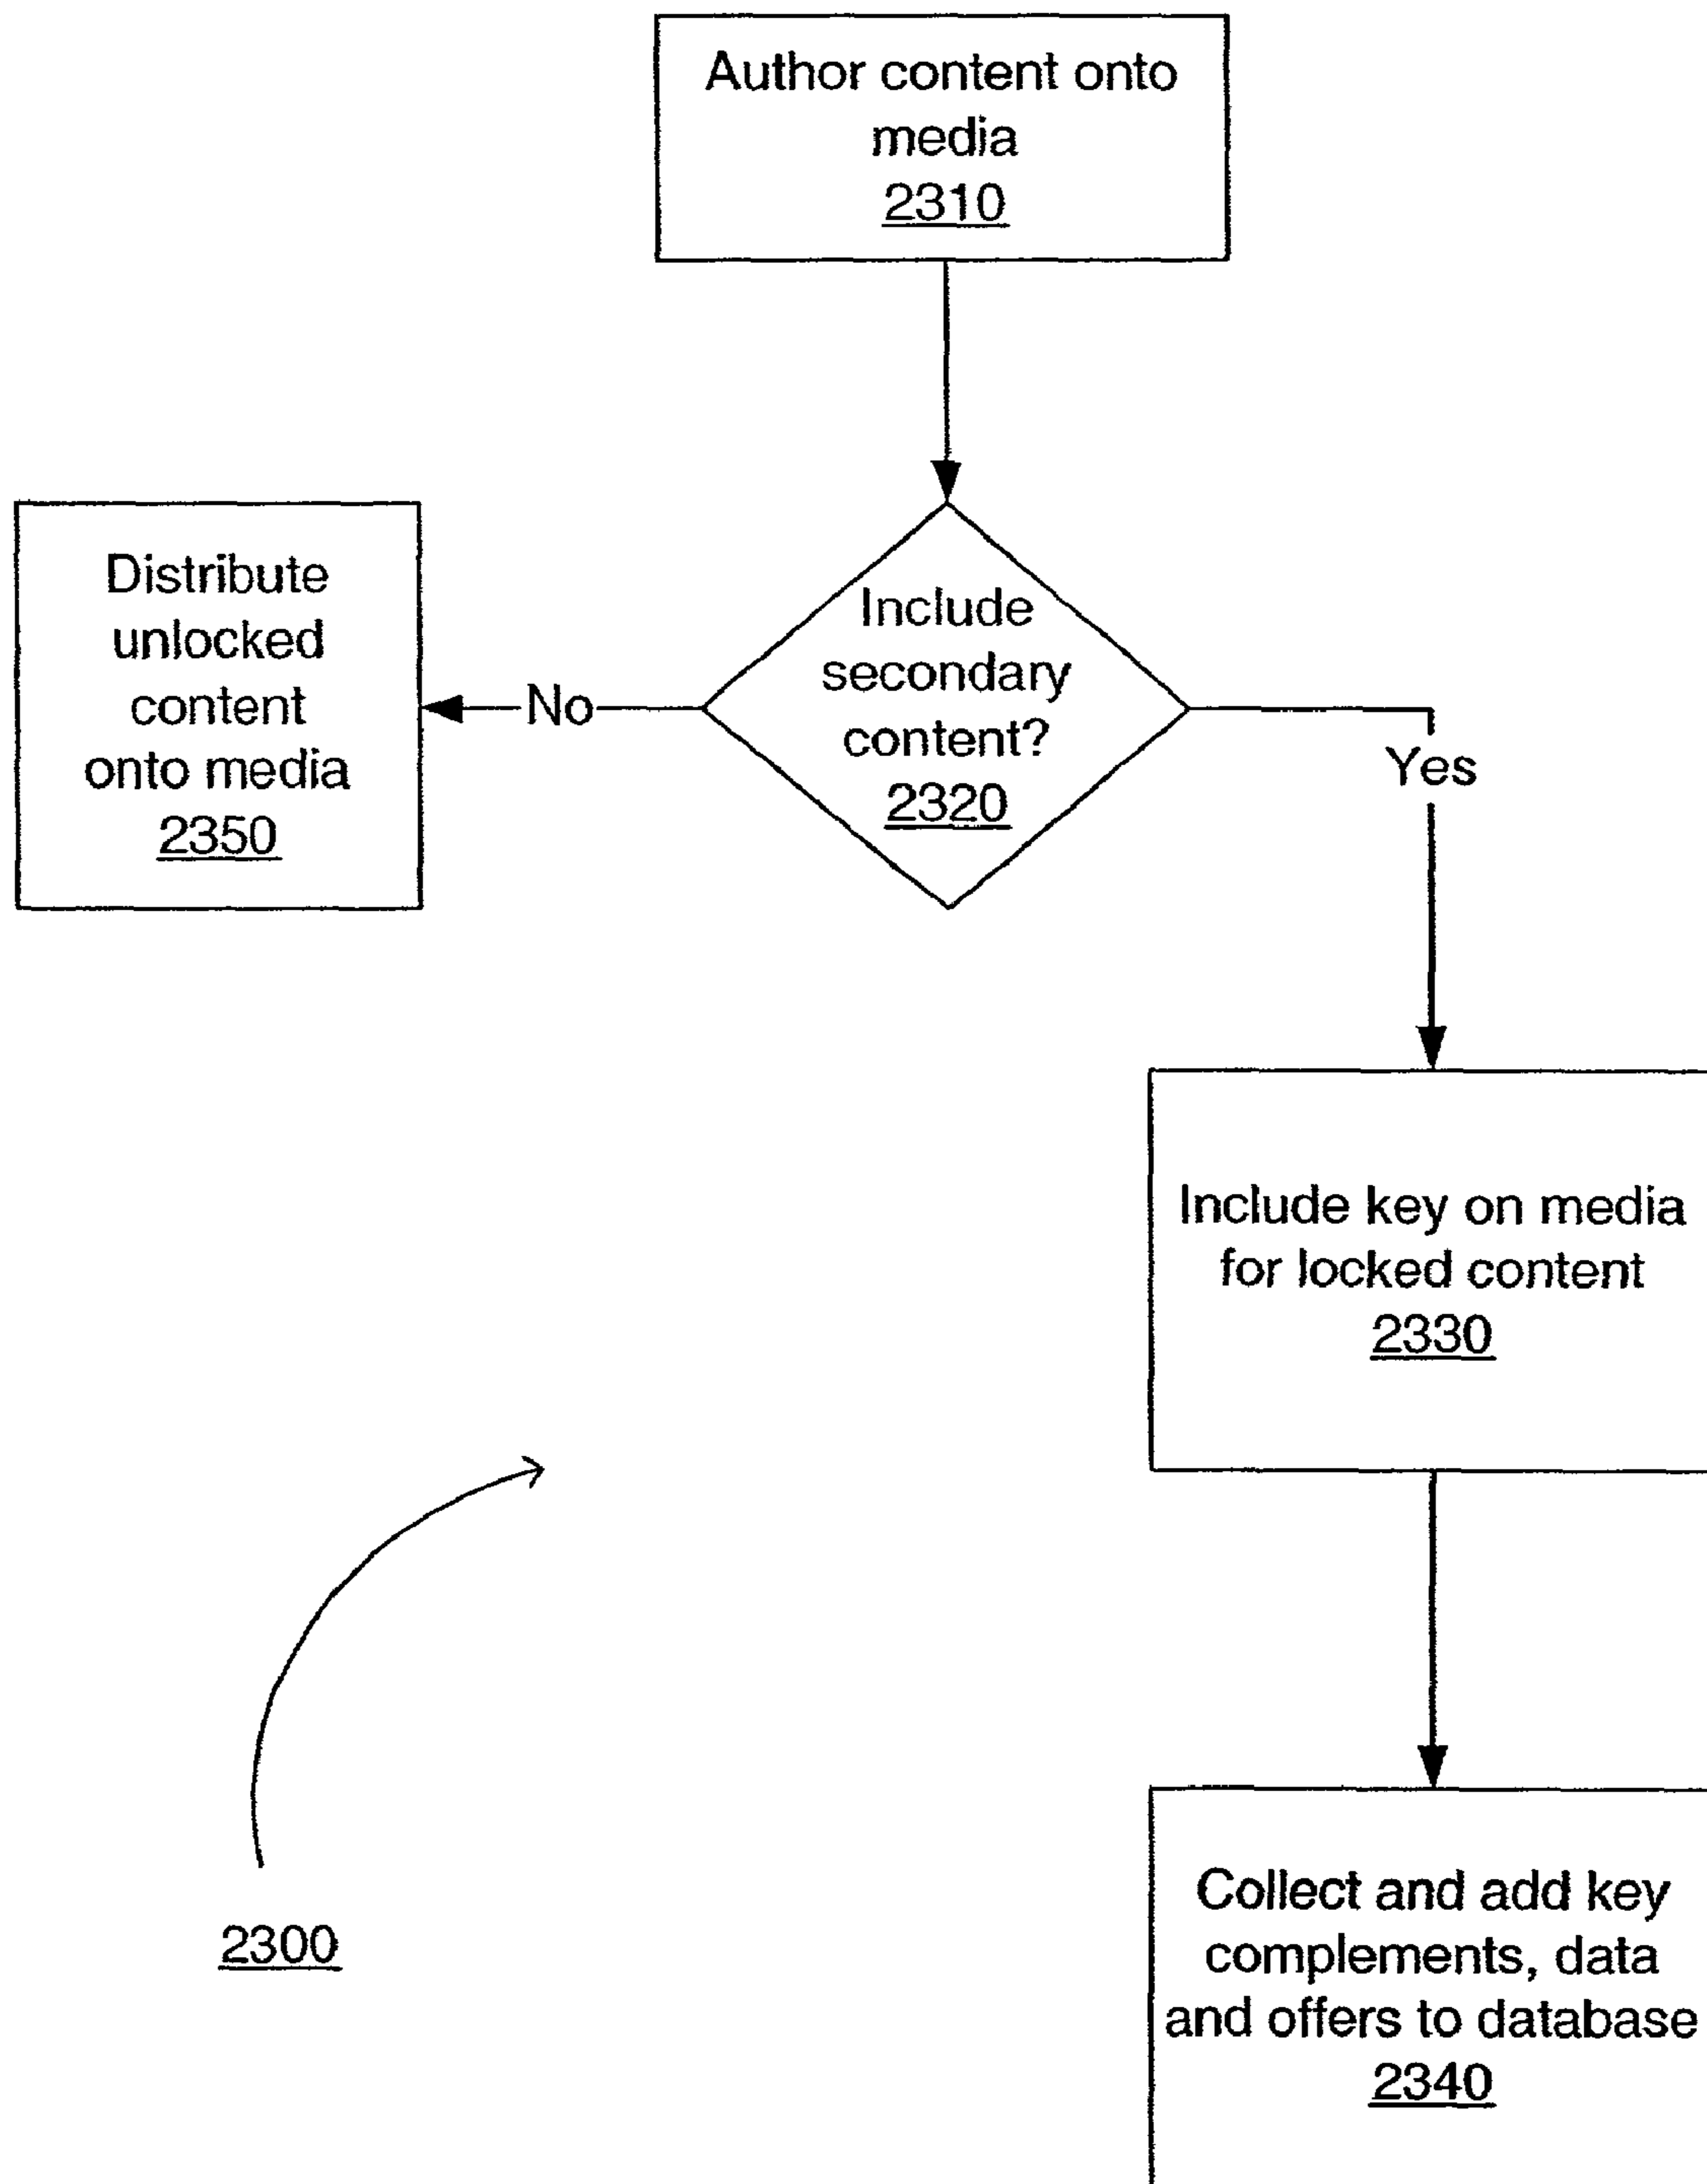 Author content onto
media
2310
Include
secondary
content?
2320
Distribute
unlocked
content
onto media
2350
No
Yes
Include key on media
for locked content
2330
Collect and add key
complements, data
and offers to database
2340
2300